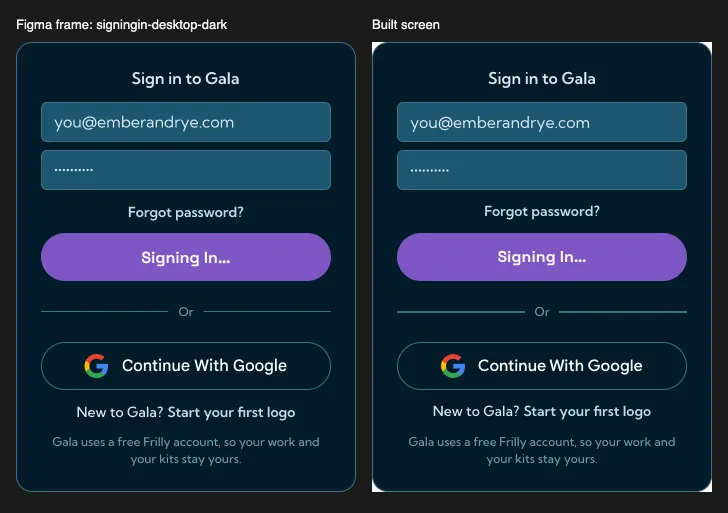 Figma frame: signingin-desktop-dark
Sign in to Gala
you@emberandrye.com
••••••••••
Forgot password?
Signing In...
Or
Continue With Google
New to Gala? Start your first logo
Gala uses a free Frilly account, so your work and
your kits stay yours.
Built screen
Sign in to Gala
you@emberandrye.com
••••••••••
Forgot password?
Signing In...
Or
Continue With Google
New to Gala? Start your first logo
Gala uses a free Frilly account, so your work and
your kits stay yours.